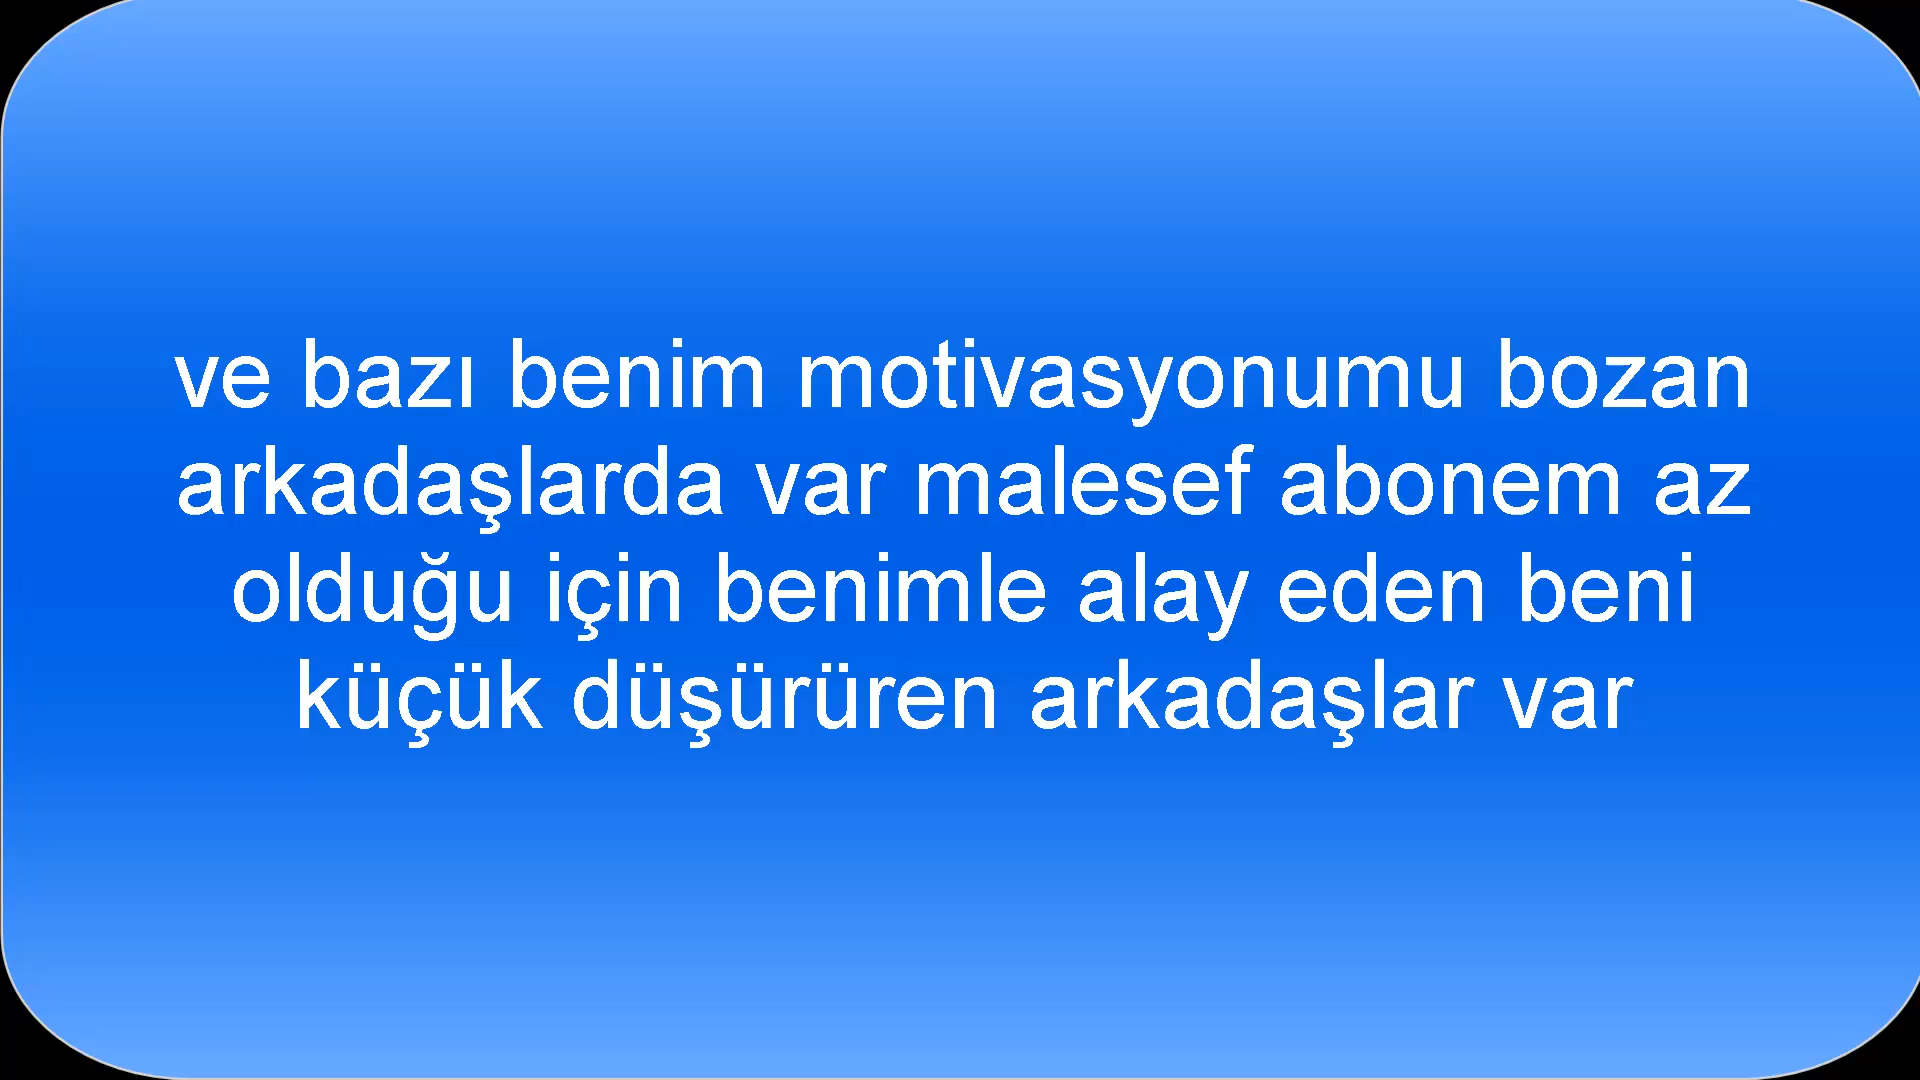 ve bazı benim motivasyonumu bozan
arkadaşlarda var malesef abonem az
olduğu için benimle alay eden beni
küçük düşürüren arkadaşlar var